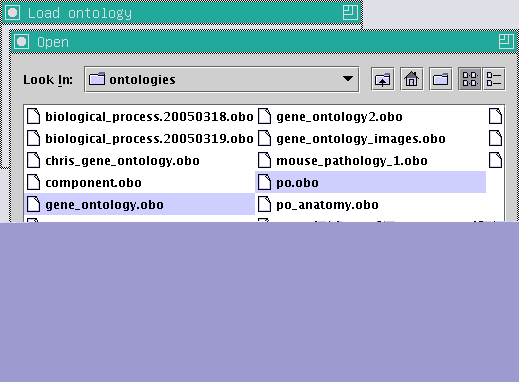 Load ontology
Open
Look In: ontologies
biological_process.20050318.obo
biological_process.20050319.obo
chris_gene_ontology.obo
component.obo
gene_ontology.obo
gene_ontology2.obo
gene_ontology_images.obo
mouse_pathology_1.obo
po.obo
po_anatomy.obo